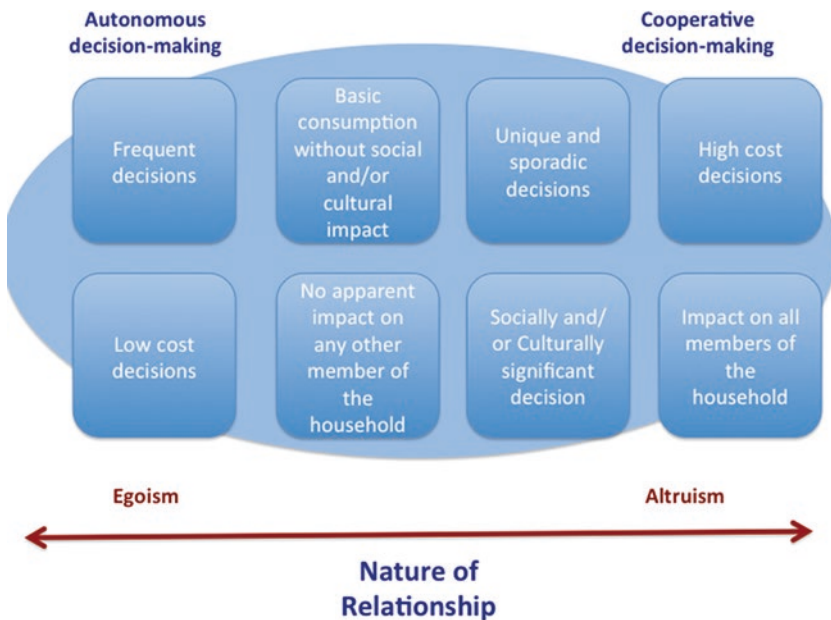 Autonomous
decision-making
Cooperative
decision-making
Frequent
decisions
Basic
consumption
without social
and/or
cultural
impact
Unique and
sporadic
decisions
High cost
decisions
Low cost
decisions
No apparent
impact on
any other
member of
the
household
Socially and/
or Culturally
significant
decision
Impact on all
members of
the
household
Egoism
Altruism
Nature of
Relationship